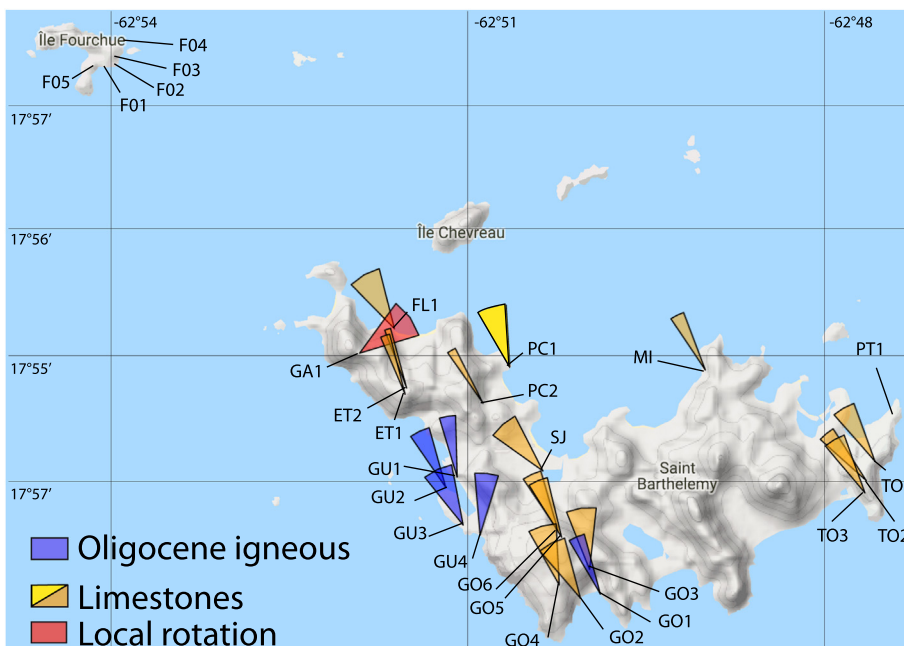 -62°54
-62°51
-62°48
Île Fourchue
F04
F03
F05
F02
F01
17°57′
17°56′
Île Chevreau
FL1
GA1
17°55′
PC1
MI
PT1
ET2
PC2
ET1
SJ
GU1
Saint
Barthelemy
17°57′
TO
GU2
GU3
TO3
TO2
GU4
Oligocene igneous
GO6
GO3
GO5
Limestones
GO1
GO4
GO2
Local rotation